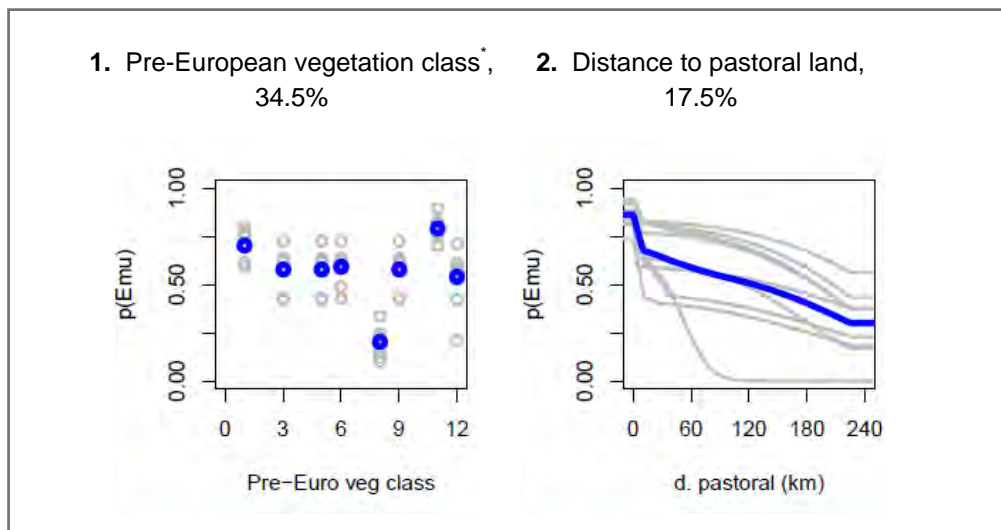 1. Pre-European vegetation class*,
34.5%
2. Distance to pastoral land,
17.5%
p(Emu)
1.00
0.50
0.00
0 3 6 9 12
Pre-Euro veg class
p(Emu)
1.00
0.50
0.00
0 60 120 180 240
d. pastoral (km)